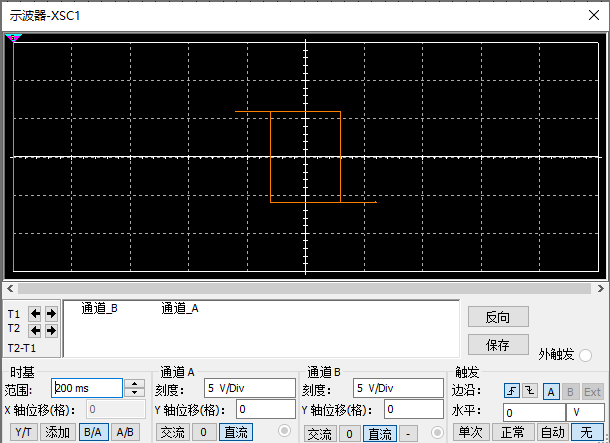 示波器-XSC1
通道_B 通道_A
T1
T2
T2-T1
反向
保存
外触发
时基
范围: 200 ms
X 轴位移(格): 0
Y/T 添加 B/A A/B
通道 A
刻度: 5 V/Div
Y 轴位移(格): 0
交流 0 直流
通道 B
刻度: 5 V/Div
Y 轴位移(格): 0
交流 0 直流 -
触发
边沿: A B Ext
水平: 0 V
单次 正常 自动 无